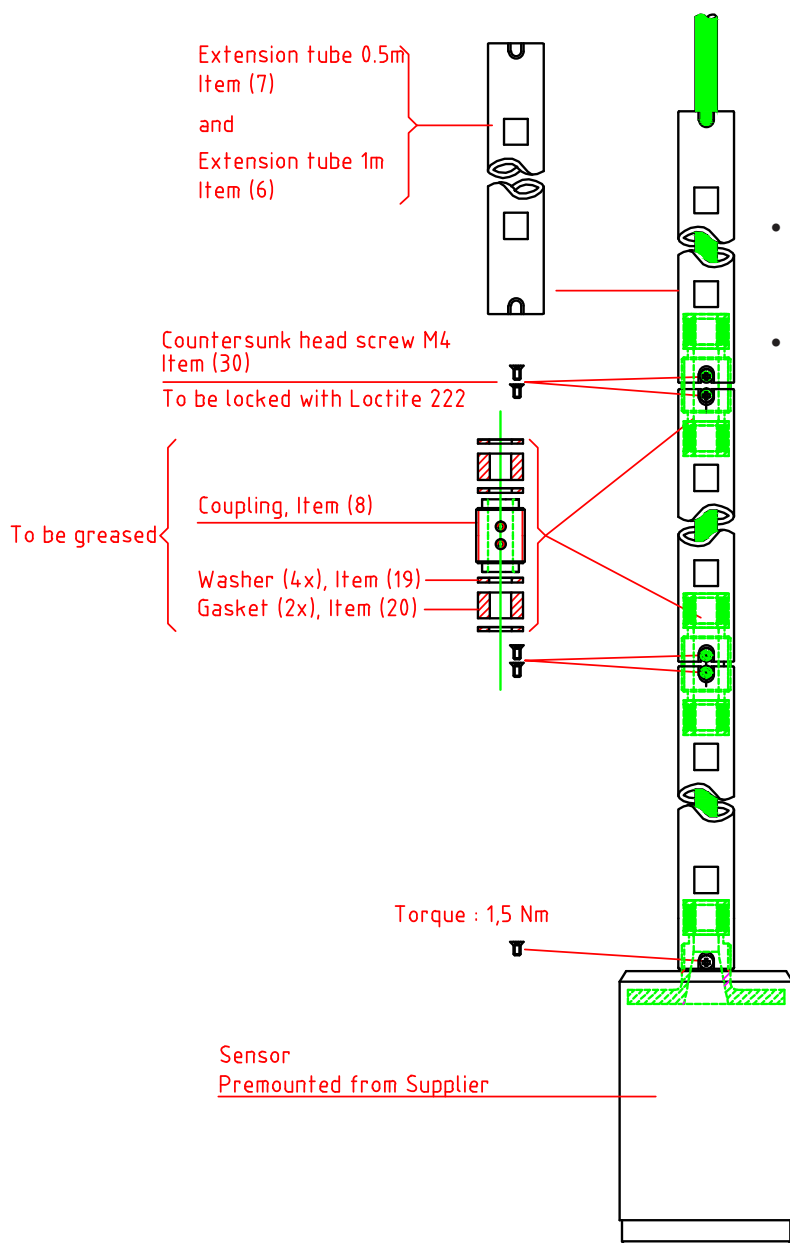 Extension tube 0.5m
Item (7)
and
Extension tube 1m
Item (6)
Countersunk head screw M4
Item (30)
To be locked with Loctite 222
Coupling, Item (8)
To be greased
Washer (4x), Item (19)
Gasket (2x), Item (20)
Torque : 1,5 Nm
Sensor
Premounted from Supplier